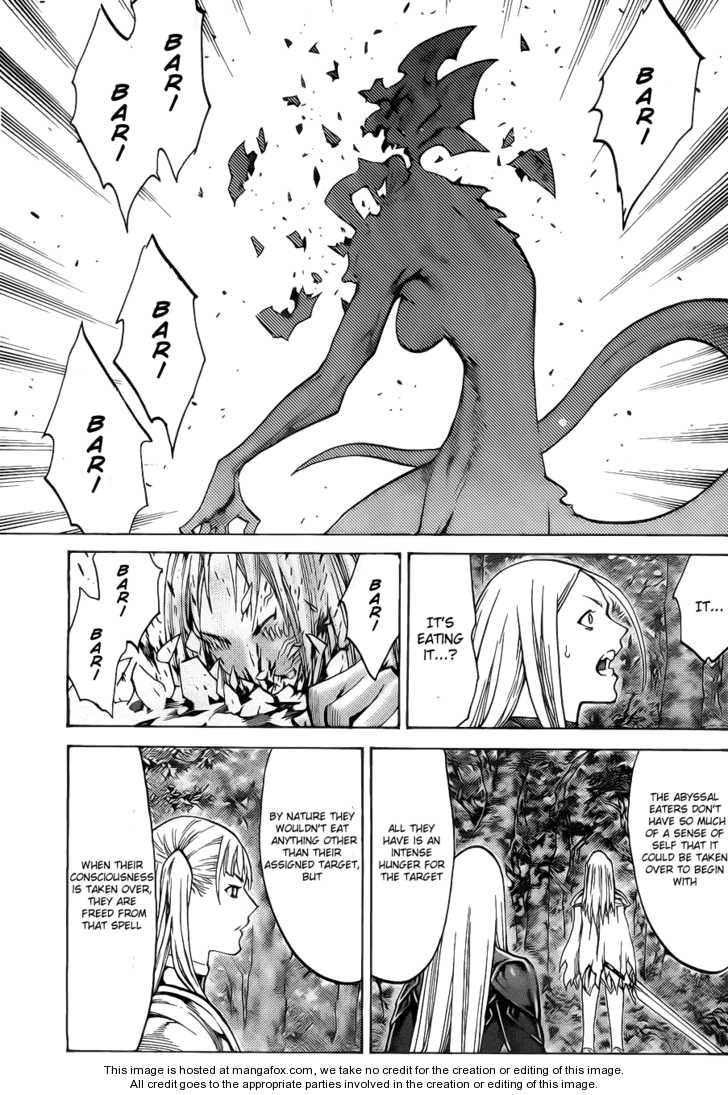 BARI
BARI
BARI
BARI
BARI
IT...
IT'S
EATING
IT...?
BARI
BARI
BARI
THE ABYSSAL
EATERS DON'T
HAVE SO MUCH
OF A SENSE OF
SELF THAT IT
COULD BE TAKEN
OVER TO BEGIN
WITH
ALL THEY
HAVE IS AN
INTENSE
HUNGER FOR
THE TARGET
BY NATURE THEY
WOULDN'T EAT
ANYTHING OTHER
THAN THEIR
ASSIGNED TARGET,
BUT
WHEN THEIR
CONSCIOUSNESS
IS TAKEN OVER,
THEY ARE
FREED FROM
THAT SPELL
This image is hosted at mangafox.com, we take no credit for the creation or editing of this image.
All credit goes to the appropriate parties involved in the creation or editing of this image.